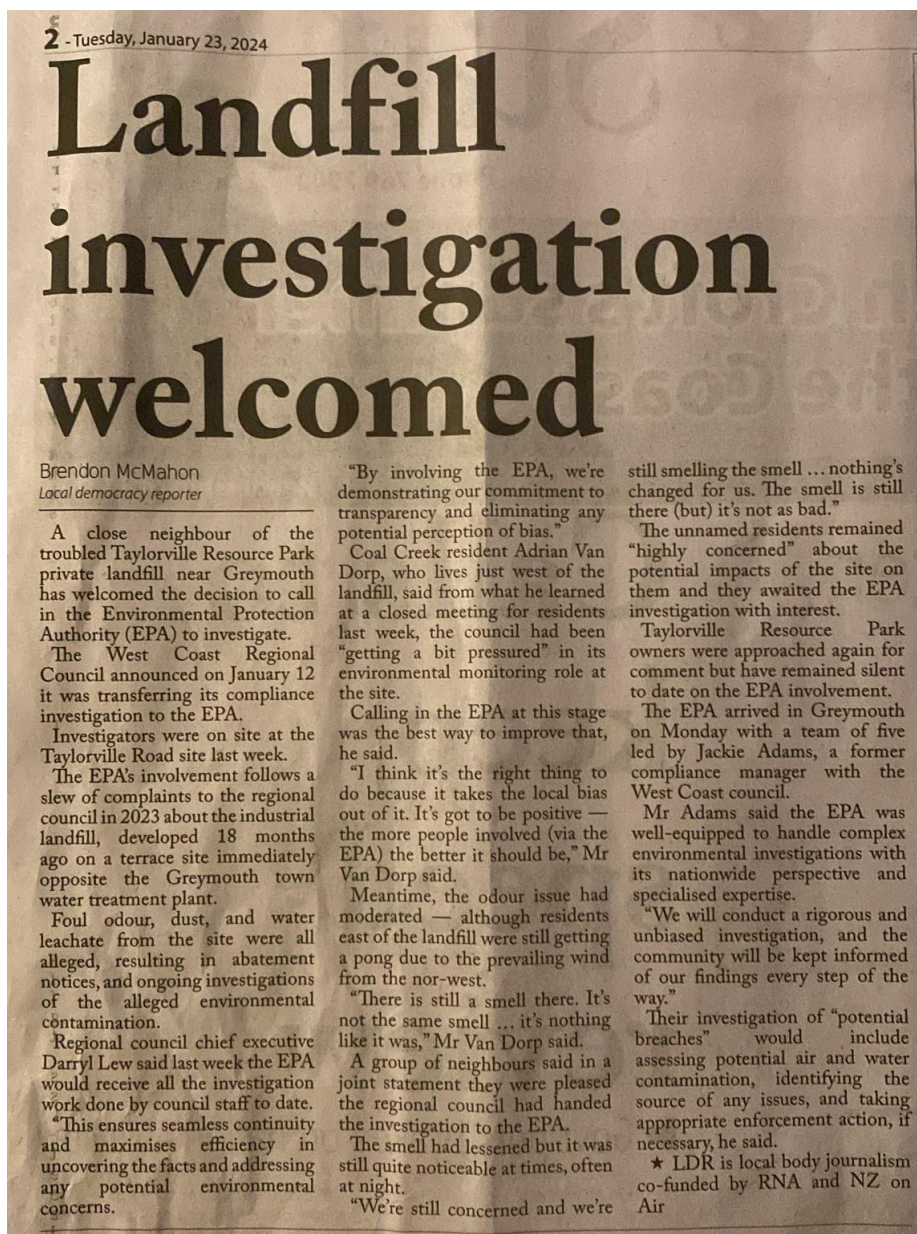 2 - Tuesday, January 23, 2024
Landfill
investigation
welcomed
Brendon McMahon
Local democracy reporter
A close neighbour of the
troubled Taylorville Resource Park
private landfill near Greymouth
has welcomed the decision to call
in the Environmental Protection
Authority (EPA) to investigate.
The West Coast Regional
Council announced on January 12
it was transferring its compliance
investigation to the EPA.
Investigators were on site at the
Taylorville Road site last week.
The EPA's involvement follows a
slew of complaints to the regional
council in 2023 about the industrial
landfill, developed 18 months
ago on a terrace site immediately
opposite the Greymouth town
water treatment plant.
Foul odour, dust, and water
leachate from the site were all
alleged, resulting in abatement
notices, and ongoing investigations
of the alleged environmental
contamination.
Regional council chief executive
Darryl Lew said last week the EPA
would receive all the investigation
work done by council staff to date.
"This ensures seamless continuity
and maximises efficiency in
uncovering the facts and addressing
any potential environmental
concerns.
"By involving the EPA, we're
demonstrating our commitment to
transparency and eliminating any
potential perception of bias."
Coal Creek resident Adrian Van
Dorp, who lives just west of the
landfill, said from what he learned
at a closed meeting for residents
last week, the council had been
"getting a bit pressured" in its
environmental monitoring role at
the site.
Calling in the EPA at this stage
was the best way to improve that,
he said.
"I think it's the right thing to
do because it takes the local bias
out of it. It's got to be positive —
the more people involved (via the
EPA) the better it should be," Mr
Van Dorp said.
Meantime, the odour issue had
moderated — although residents
east of the landfill were still getting
a pong due to the prevailing wind
from the nor-west.
"There is still a smell there. It's
not the same smell ... it's nothing
like it was," Mr Van Dorp said.
A group of neighbours said in a
joint statement they were pleased
the regional council had handed
the investigation to the EPA.
The smell had lessened but it was
still quite noticeable at times, often
at night.
"We're still concerned and we're
still smelling the smell ... nothing's
changed for us. The smell is still
there (but) it's not as bad."
The unnamed residents remained
"highly concerned" about the
potential impacts of the site on
them and they awaited the EPA
investigation with interest.
Taylorville Resource Park
owners were approached again for
comment but have remained silent
to date on the EPA involvement.
The EPA arrived in Greymouth
on Monday with a team of five
led by Jackie Adams, a former
compliance manager with the
West Coast council.
Mr Adams said the EPA was
well-equipped to handle complex
environmental investigations with
its nationwide perspective and
specialised expertise.
"We will conduct a rigorous and
unbiased investigation, and the
community will be kept informed
of our findings every step of the
way."
Their investigation of "potential
breaches" would include
assessing potential air and water
contamination, identifying the
source of any issues, and taking
appropriate enforcement action, if
necessary, he said.
★ LDR is local body journalism
co-funded by RNA and NZ on
Air